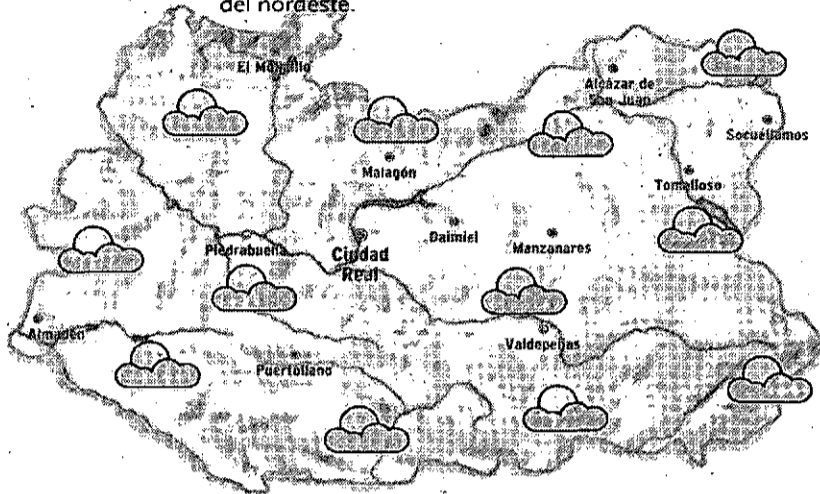 del nordeste.
El Molinillo
Alcázar de
San Juan
Socuéllamos
Malagón
Tomelloso
Daimiel
Manzanares
Piedrabuena
Ciudad
Real
Almadén
Valdepeñas
Puertollano